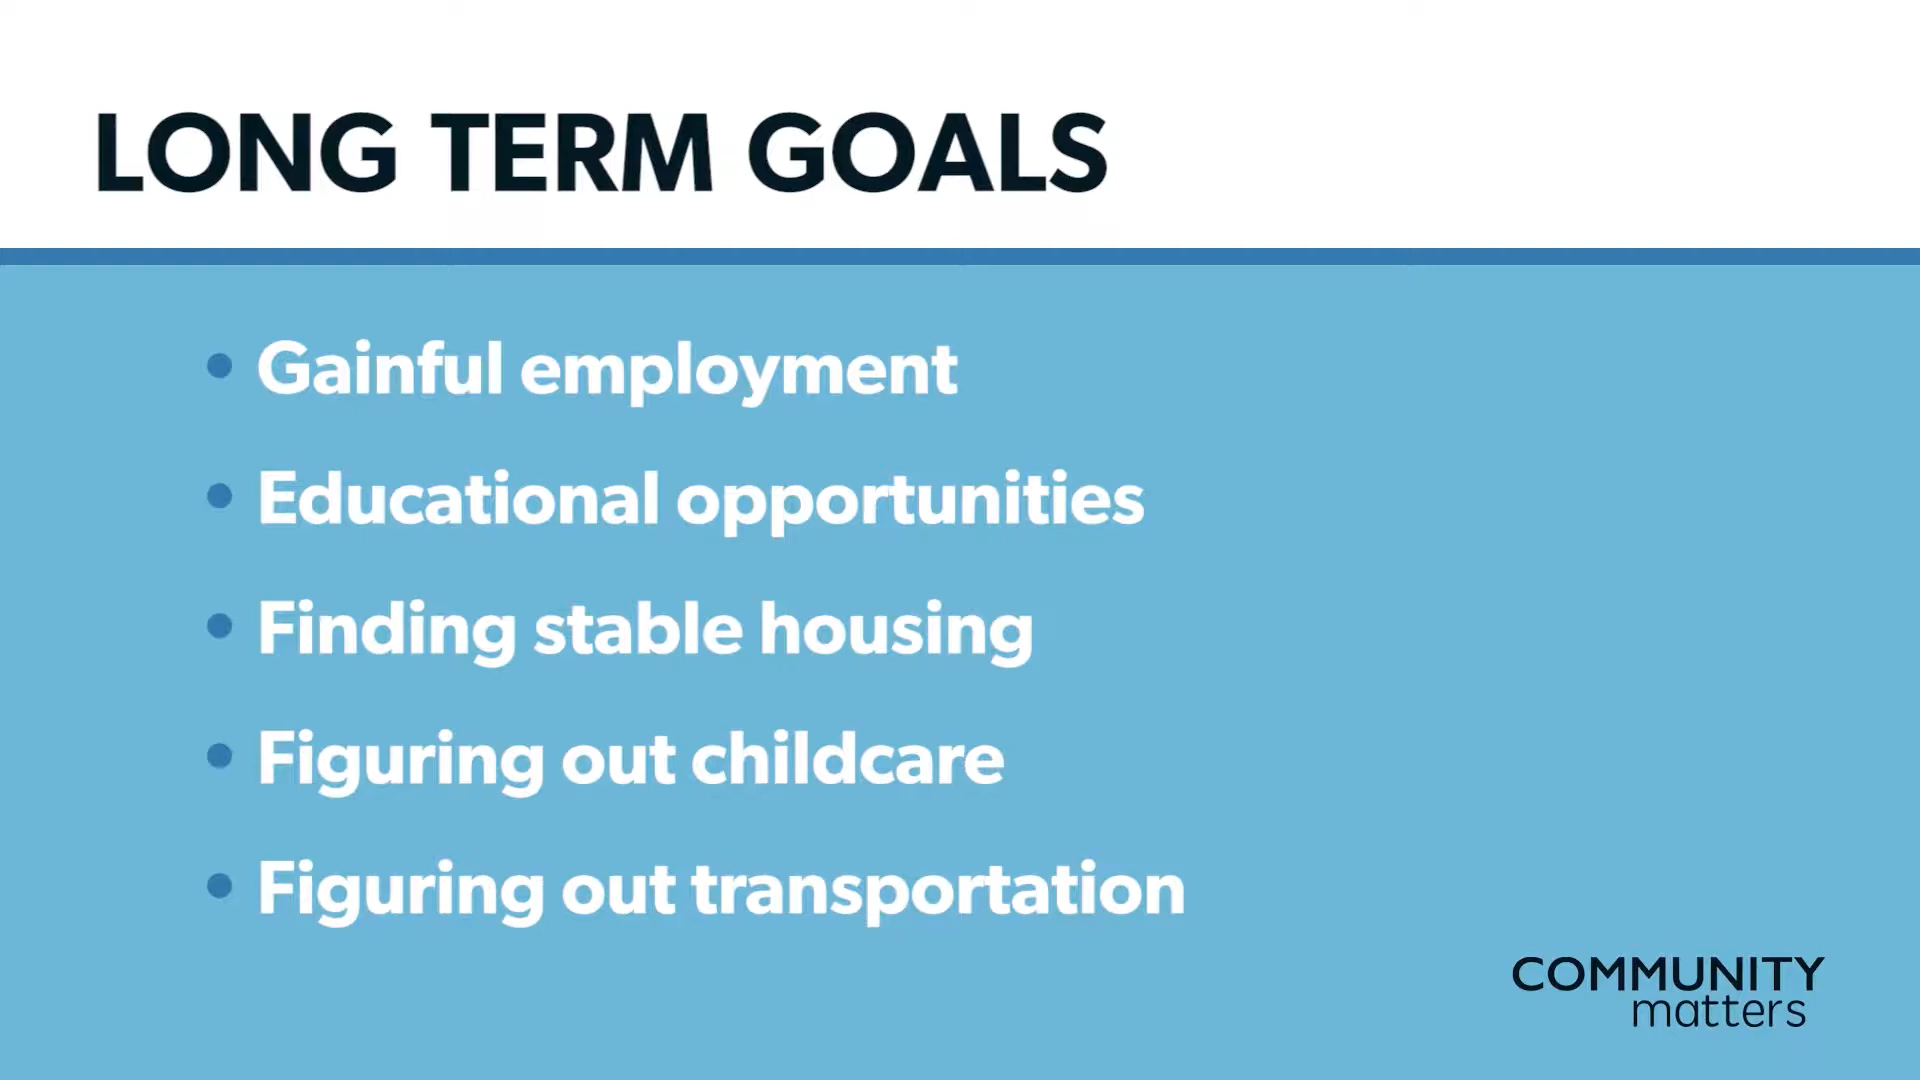 LONG TERM GOALS
• Gainful employment
• Educational opportunities
• Finding stable housing
• Figuring out childcare
• Figuring out transportation
COMMUNITY
matters